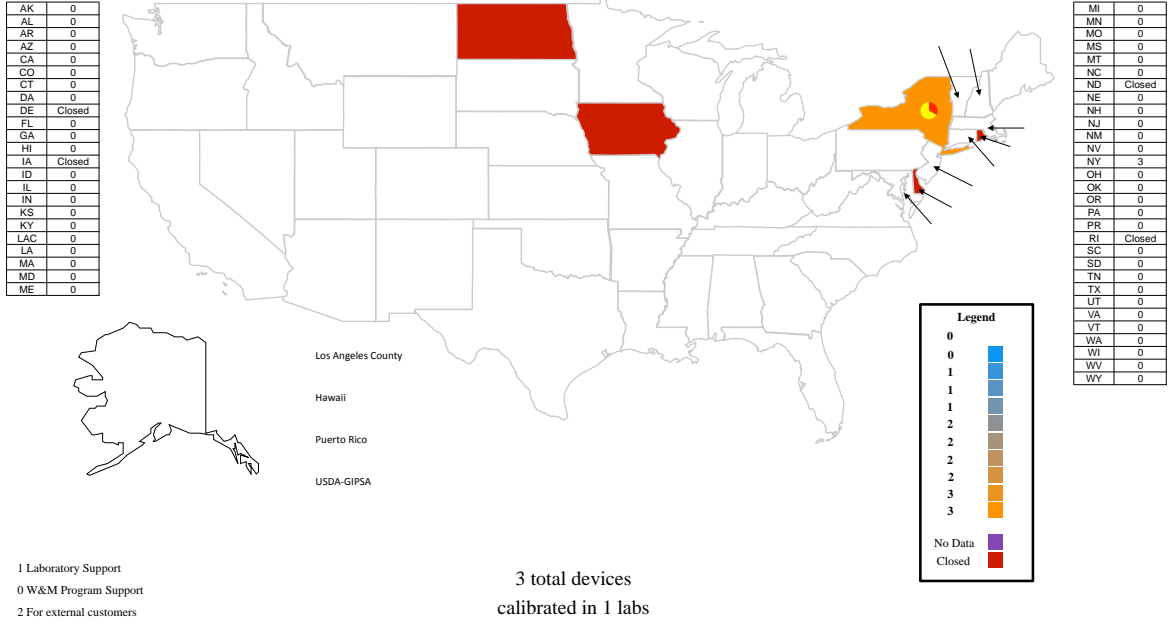 AK 0
AL 0
AR 0
AZ 0
CA 0
CO 0
CT 0
DA 0
DE Closed
FL 0
GA 0
HI 0
IA Closed
ID 0
IL 0
IN 0
KS 0
KY 0
LAC 0
LA 0
MA 0
MD 0
ME 0
MI 0
MN 0
MO 0
MS 0
MT 0
NC 0
ND Closed
NE 0
NH 0
NJ 0
NM 0
NV 0
NY 3
OH 0
OK 0
OR 0
PA 0
PR 0
RI Closed
SC 0
SD 0
TN 0
TX 0
UT 0
VA 0
VT 0
WA 0
WI 0
WV 0
WY 0
Los Angeles County
Hawaii
Puerto Rico
USDA-GIPSA
Legend
0
0
1
1
1
2
2
2
2
3
3
No Data
Closed
1 Laboratory Support
0 W&M Program Support
2 For external customers
3 total devices
calibrated in 1 labs